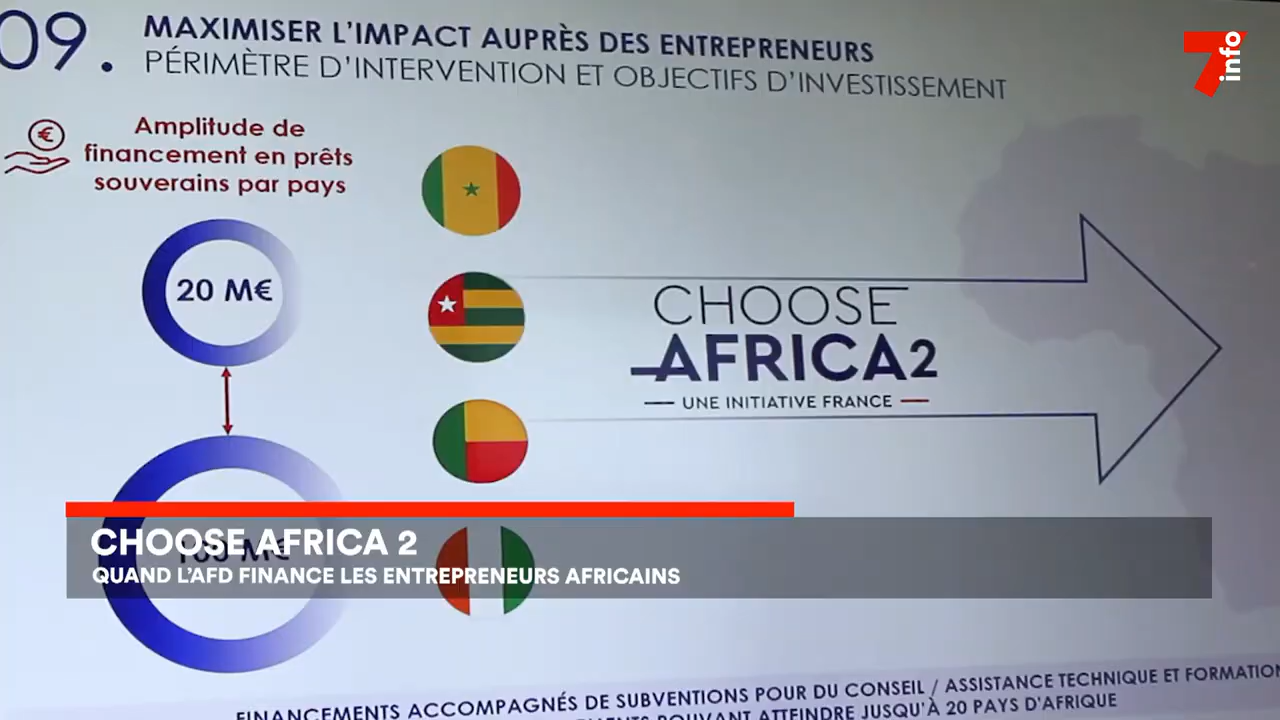 09.
MAXIMISER L'IMPACT AUPRÈS DES ENTREPRENEURS
PÉRIMÈTRE D'INTERVENTION ET OBJECTIFS D'INVESTISSEMENT
7info
€
Amplitude de
financement en prêts
souverains par pays
20 M€
CHOOSE
AFRICA2
UNE INITIATIVE FRANCE
CHOOSE AFRICA 2
QUAND L'AFD FINANCE LES ENTREPRENEURS AFRICAINS
FINANCEMENTS ACCOMPAGNÉS DE SUBVENTIONS POUR DU CONSEIL / ASSISTANCE TECHNIQUE ET FORMATION
POUVANT ATTEINDRE JUSQU'À 20 PAYS D'AFRIQUE